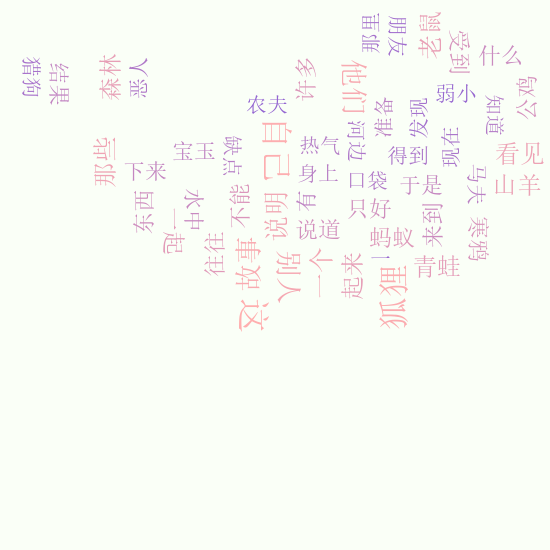 猎狗
结果
森林
恶人
雷谁
朋友
老鼠
受到
什么
鸡公
多许
他们
准备
弱小
发现
知道
农夫
自己
热气
河边
得到
现在
看见
那些
宝玉
缺点
下来
身上
口袋
于是
马夫
山羊
东西
水中
不能
说明
有
只好
来到
寒鸦
一起
往往
故事
说道
蚂蚁
别人
一个
起来
狐狸
一
青蛙
这